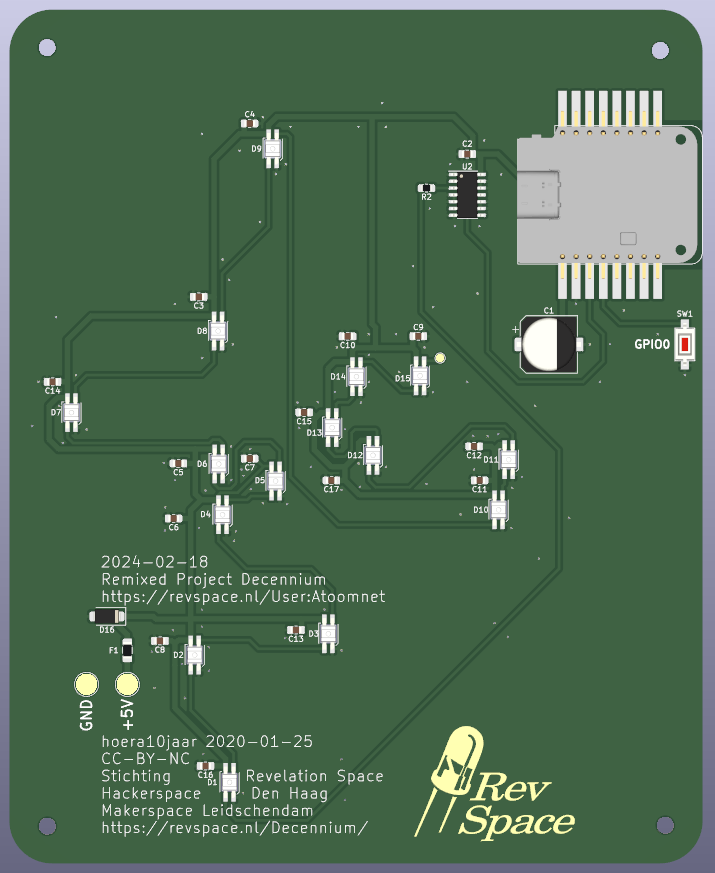 C4
D9
C2
U2
R2
C3
D8
C1
+
SW1
GPIO0
C10
C9
D14
D15
C14
D7
C15
D13
D12
C12
D11
C5
D6
C7
D5
C17
C11
D10
D4
C6
2024-02-18
Remixed Project Decennium
https://revspace.nl/User:Atoomnet
D16
F1
C8
D2
C13
D3
GND
+5V
hoera10jaar 2020-01-25
CC-BY-NC
Stichting Revelation Space
Hackerspace Den Haag
Makerspace Leidschendam
https://revspace.nl/Decennium/
C16
D1
Rev
Space